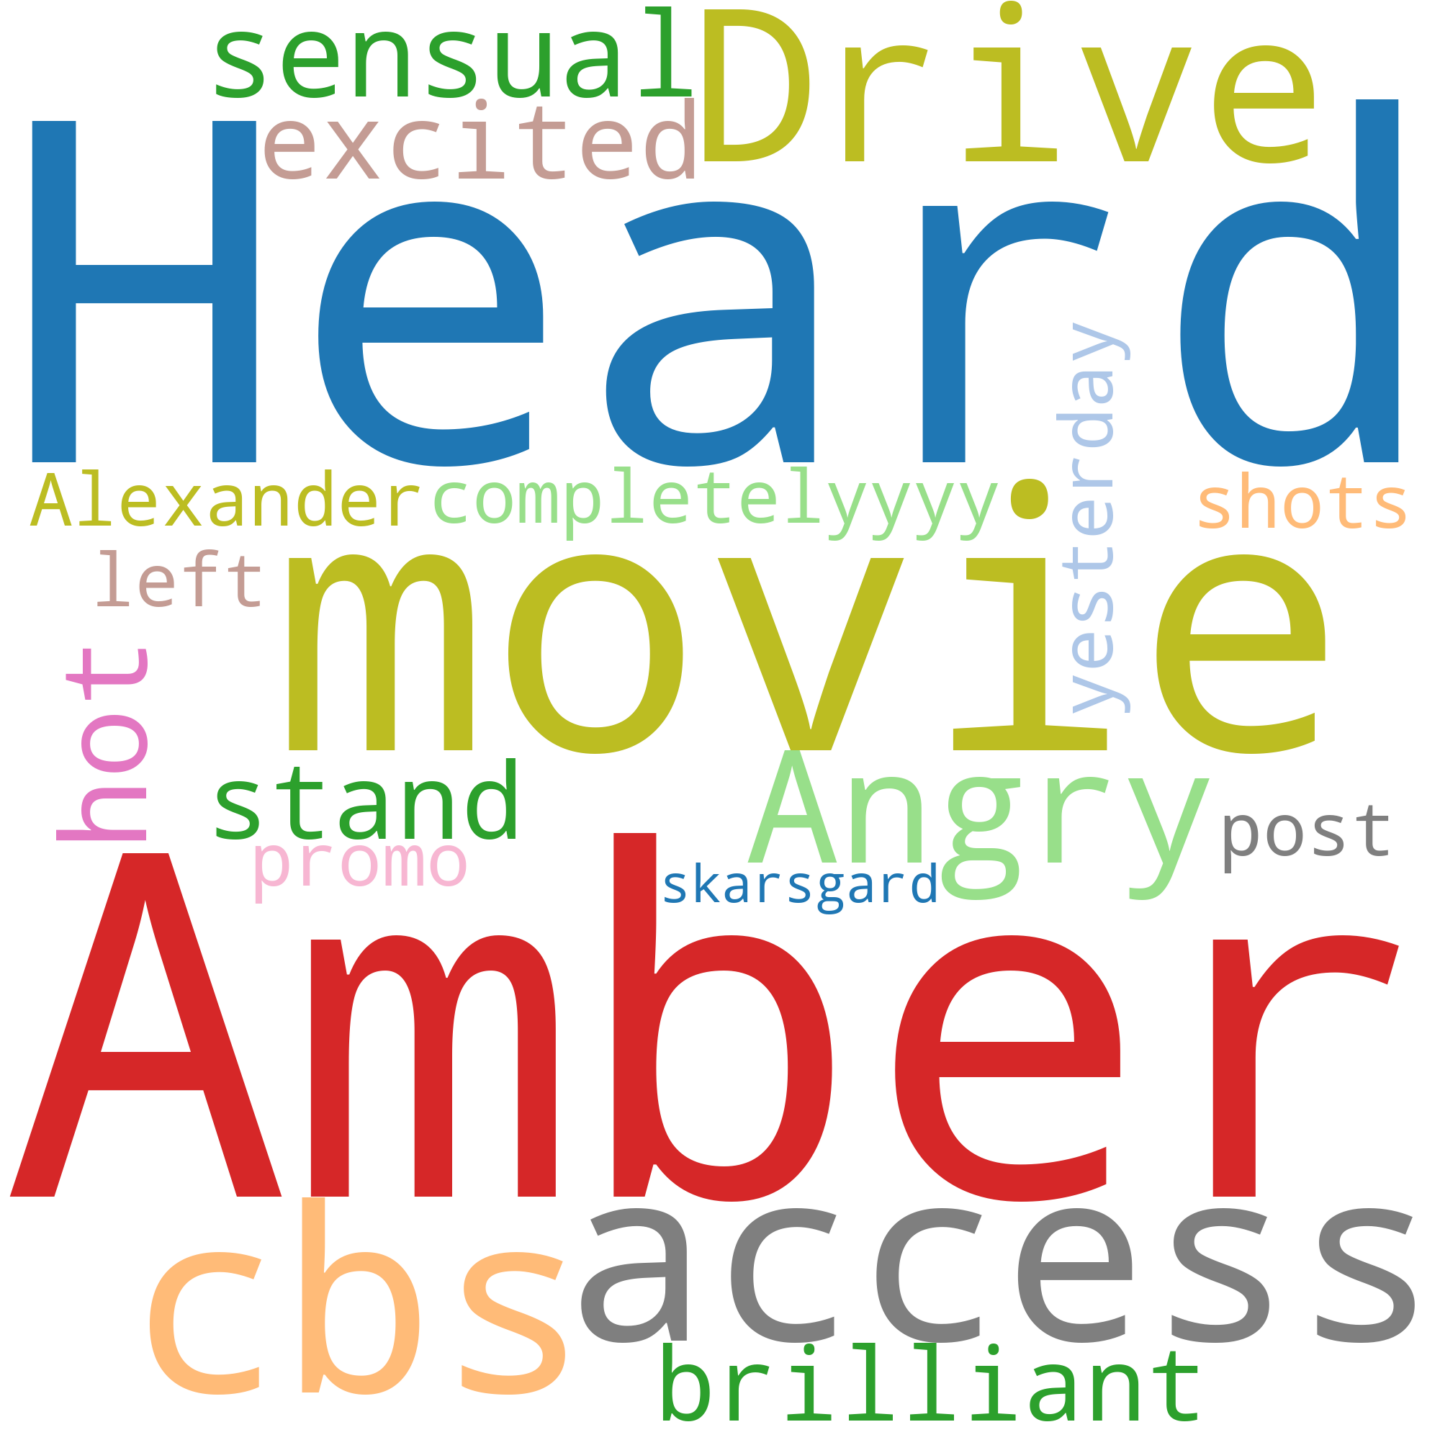 sensual
Drive
excited
Heard
yesterday
Alexander
completelyyyy
shots
left
movie
hot
stand
Angry
post
promo
skarsgard
Amber
cbs
access
brilliant